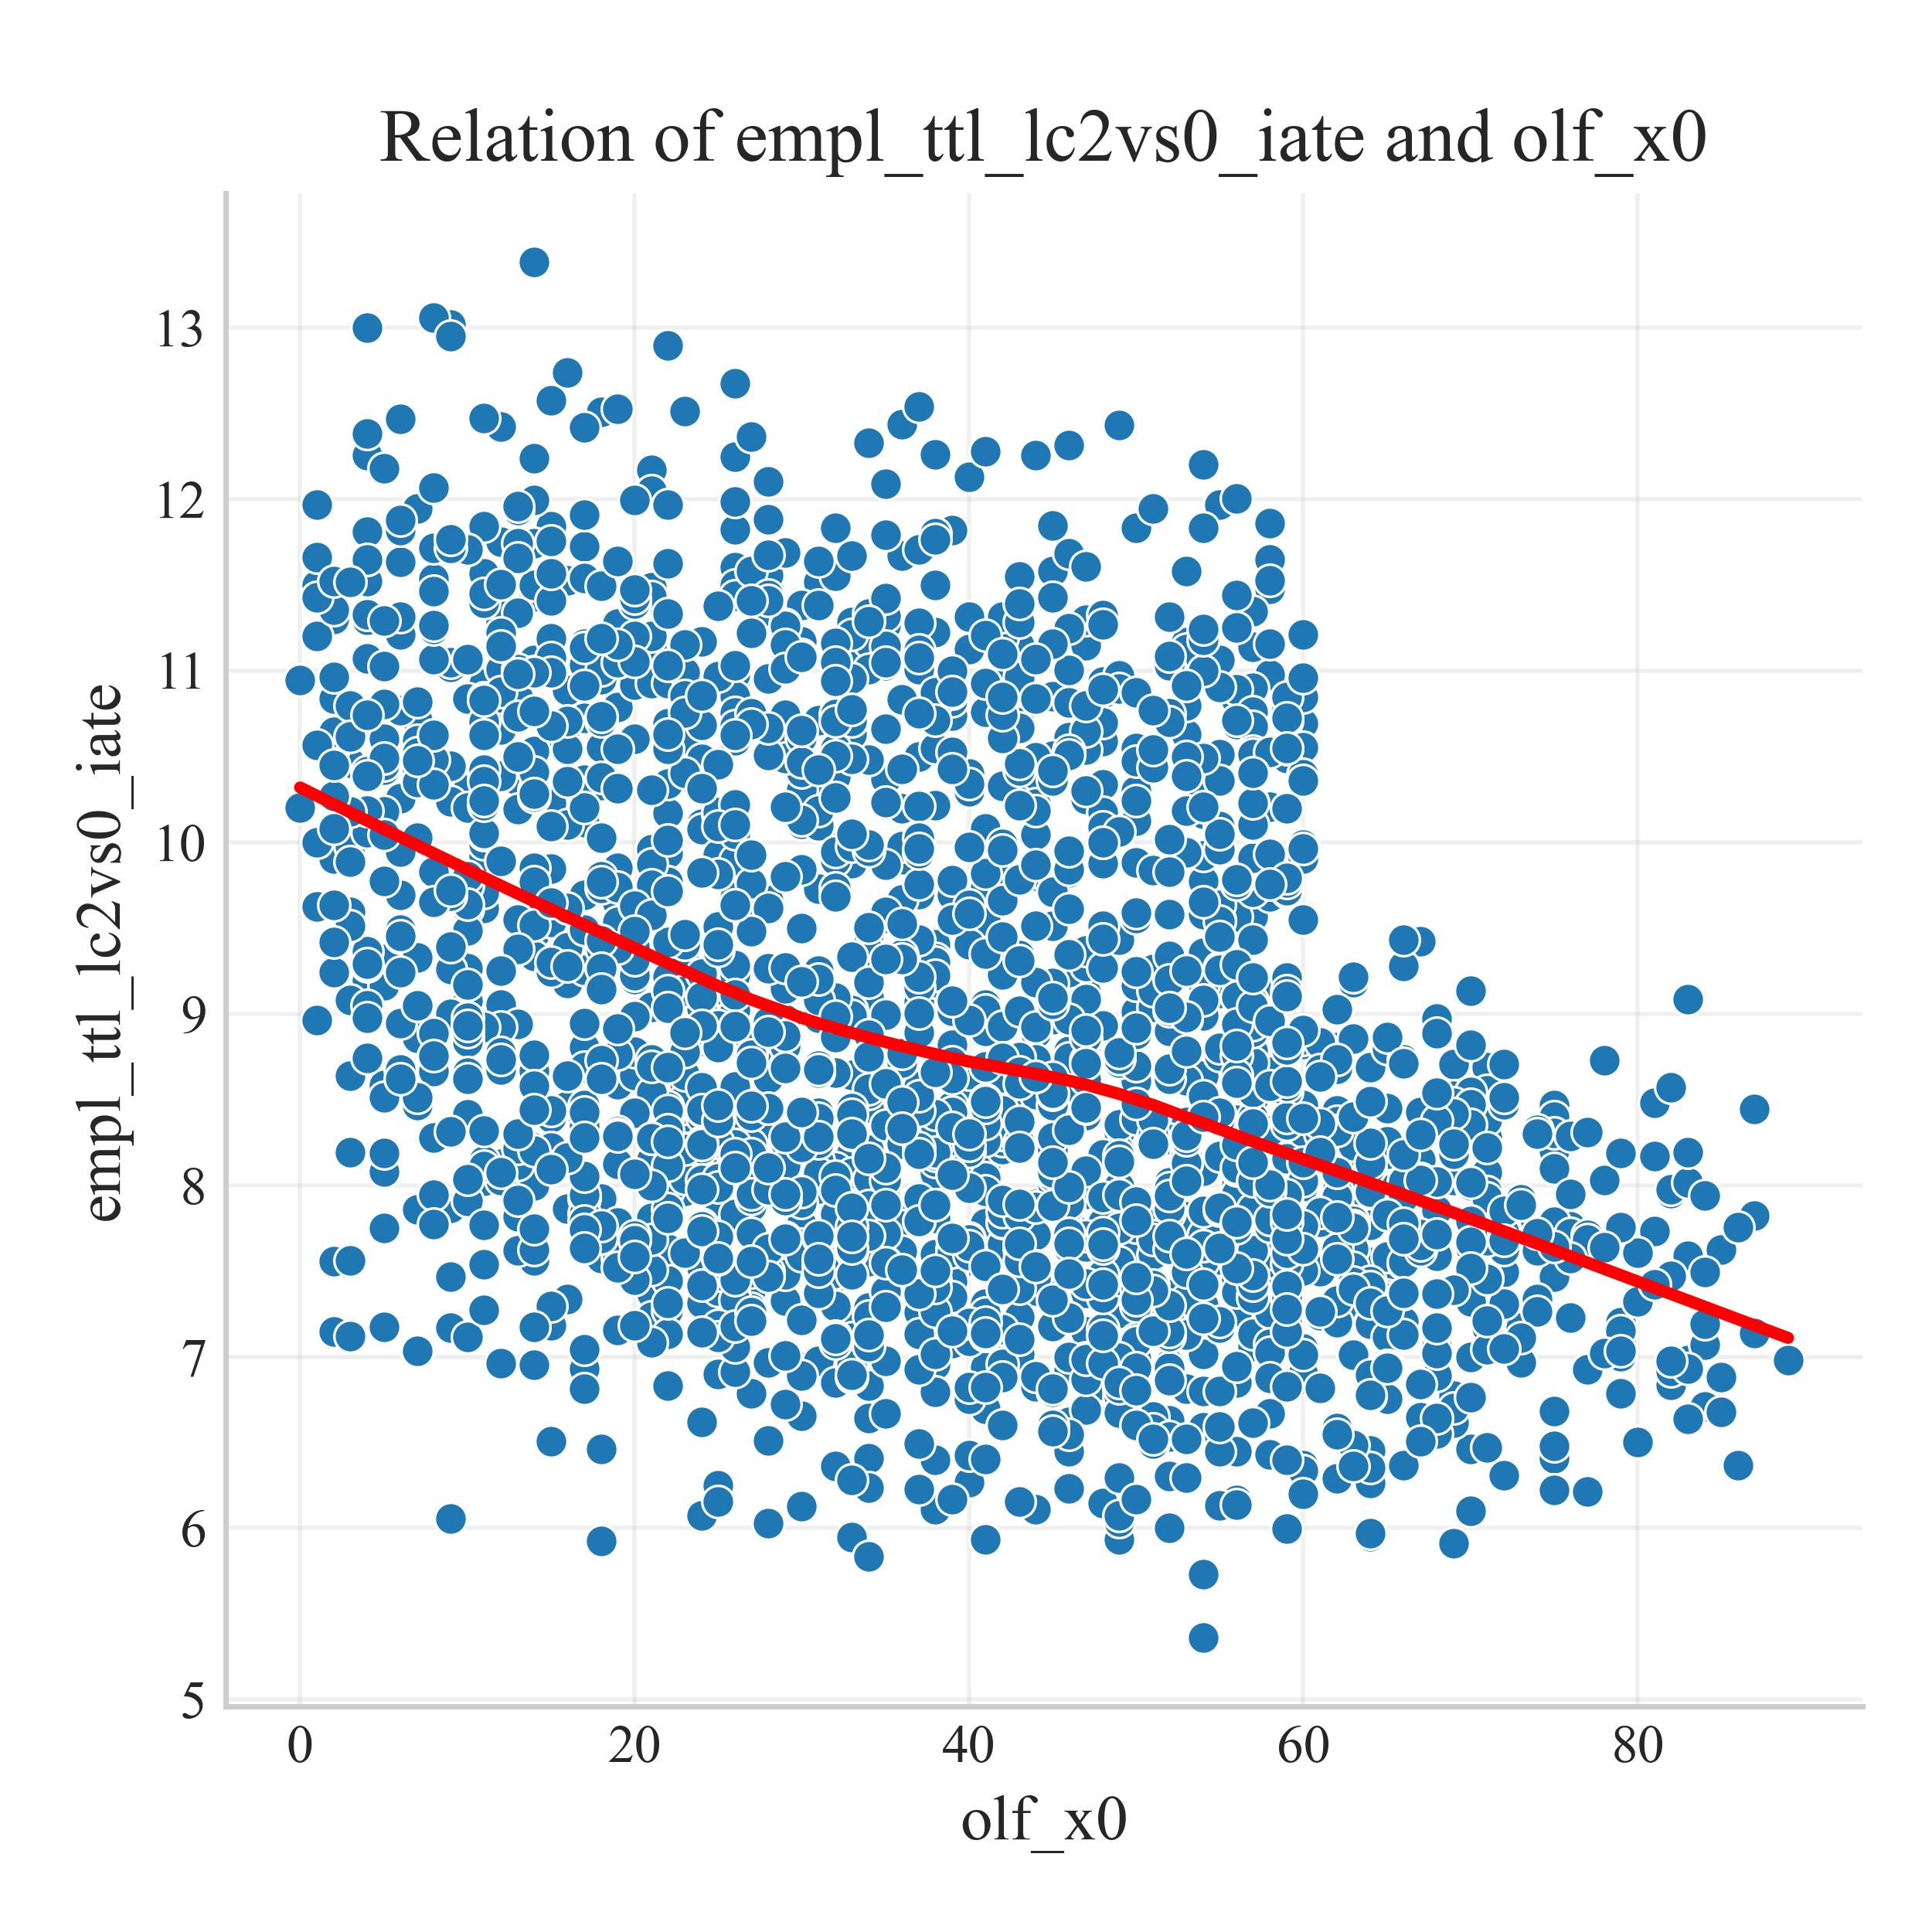 Relation of empl_ttl_lc2vs0_iate and olf_x0
empl_ttl_lc2vs0_iate
13
12
11
10
9
8
7
6
5
0 20 40 60 80
olf_x0